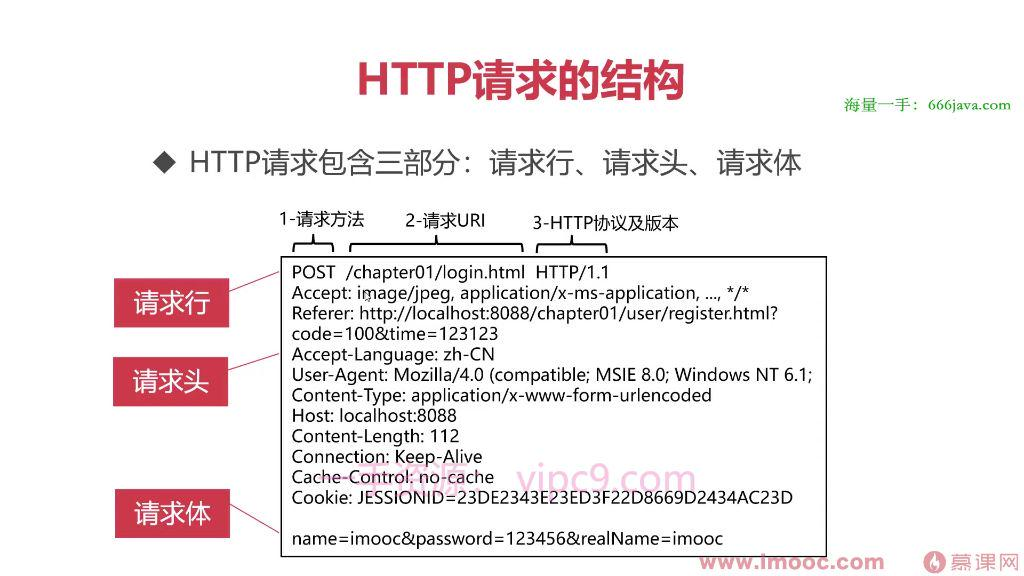 HTTP请求的结构
海量一手：666java.com
◆ HTTP请求包含三部分：请求行、请求头、请求体
1-请求方法 2-请求URI 3-HTTP协议及版本
请求行
POST /chapter01/login.html HTTP/1.1
Accept: image/jpeg, application/x-ms-application, ..., */*
Referer: http://localhost:8088/chapter01/user/register.html?
code=100&time=123123
请求头
Accept-Language: zh-CN
User-Agent: Mozilla/4.0 (compatible; MSIE 8.0; Windows NT 6.1;
Content-Type: application/x-www-form-urlencoded
Host: localhost:8088
Content-Length: 112
Connection: Keep-Alive
Cache-Control: no-cache
一手资源： vipc9.com
Cookie: JESSIONID=23DE2343E23ED3F22D8669D2434AC23D
请求体
name=imooc&password=123456&realName=imooc
www.imooc.com
慕课网